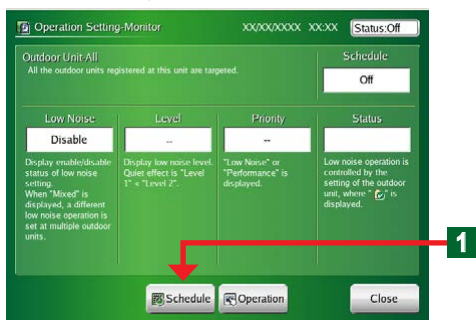 Operation Setting-Monitor XX/XX/XXXX XX:XX Status:Off
Outdoor Unit-All
All the outdoor units registered at this unit are targeted.
Schedule
Off
Low Noise
Disable
Display enable/disable
status of low noise
setting.
When "Mixed" is
displayed, a different
low noise operation is
set at multiple outdoor
units.
Level
--
Display low noise level.
Quiet effect is "Level
1" < "Level 2".
Priority
--
"Low Noise" or
"Performance" is
displayed.
Status
Low noise operation is
controlled by the
setting of the outdoor
unit, where " " is
displayed.
1
Schedule Operation Close